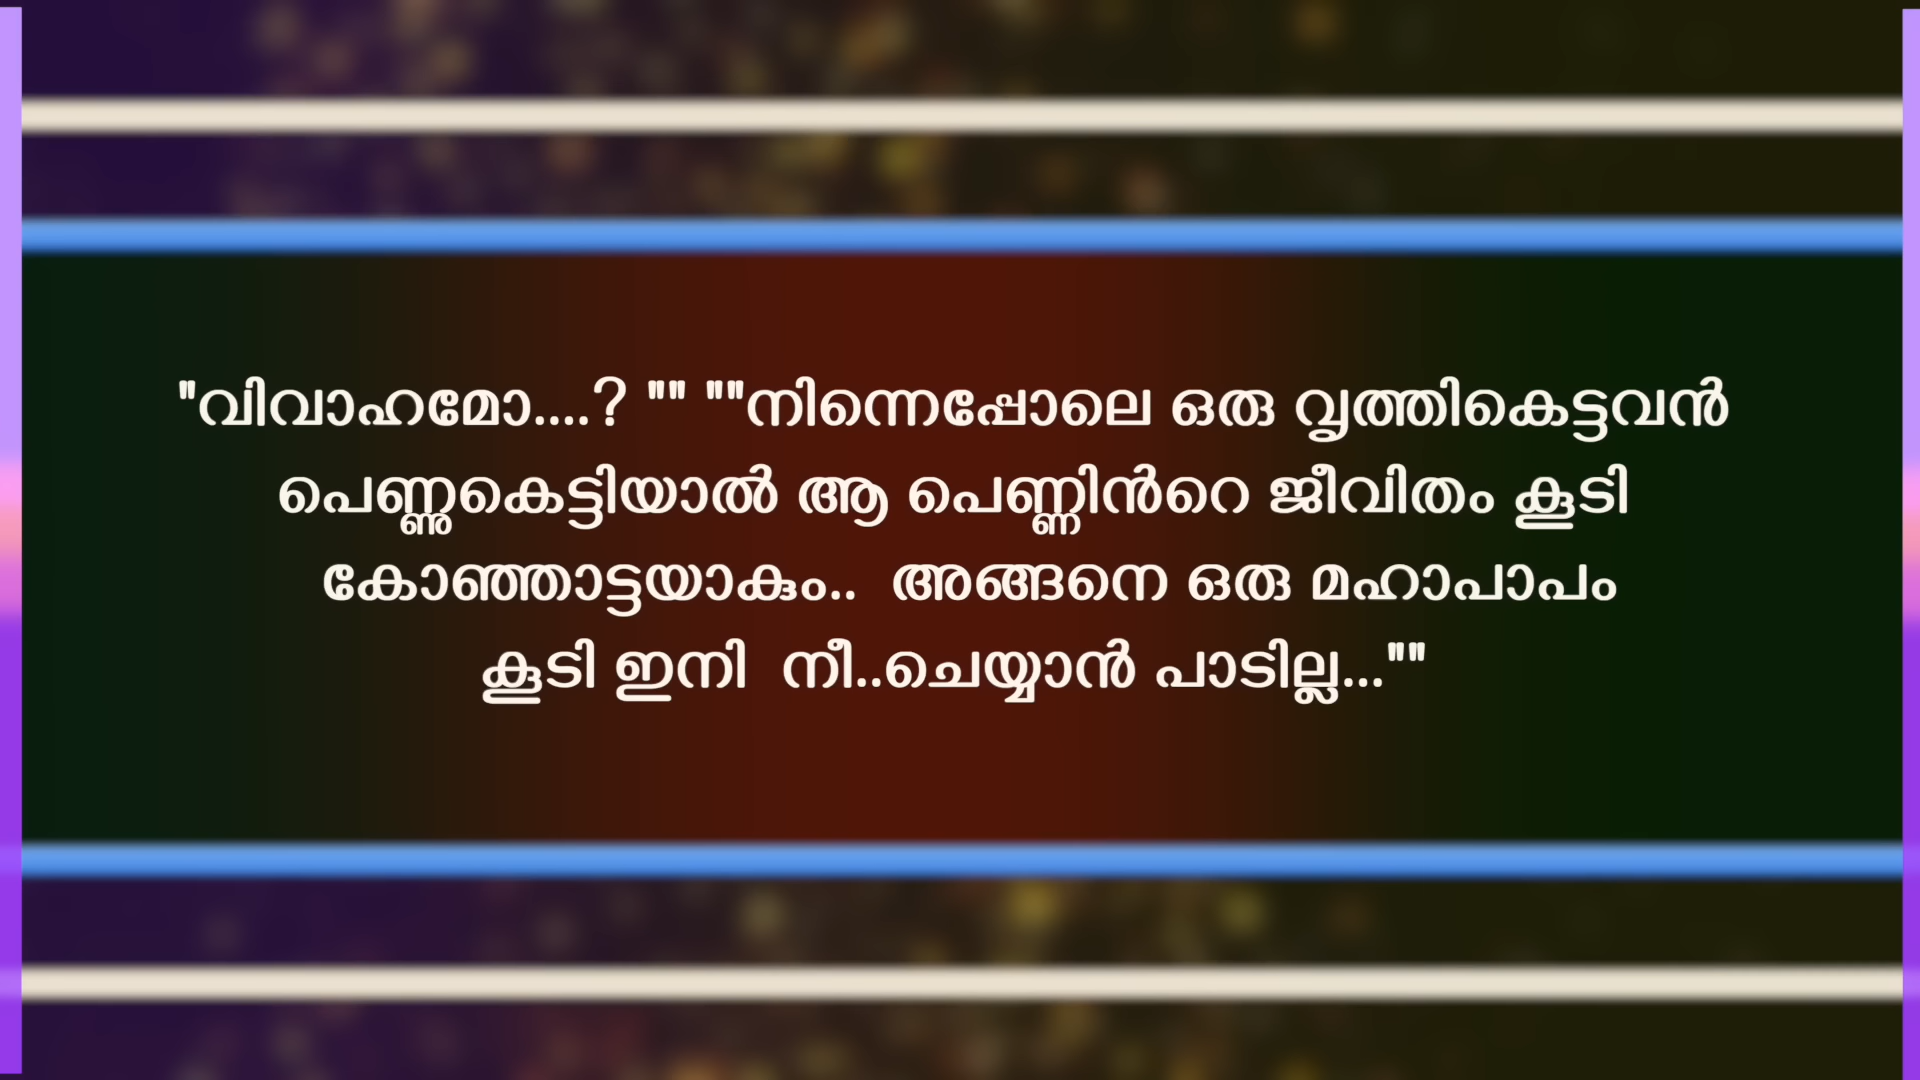 "വിവാഹമോ....? "" ""നിന്നെപ്പോലെ ഒരു വൃത്തികെട്ടവൻ
പെണ്ണുകെട്ടിയാൽ ആ പെണ്ണിൻറെ ജീവിതം കൂടി
കോഞ്ഞാട്ടയാകും..  അങ്ങനെ ഒരു മഹാപാപം
കൂടി ഇനി  നീ..ചെയ്യാൻ പാടില്ല...""